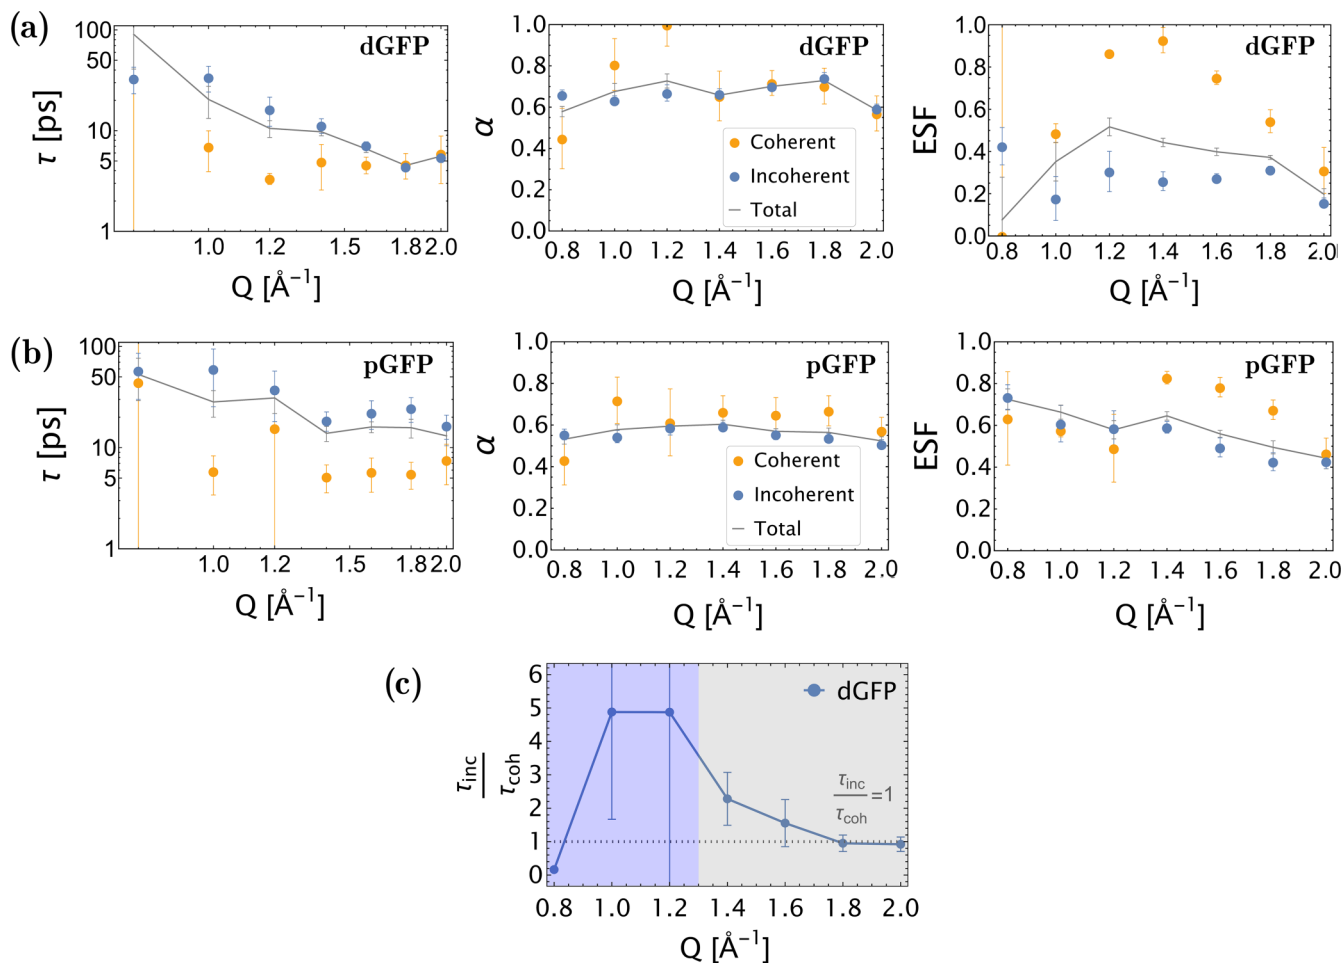 (a)
dGFP
τ [ps]
100
50
10
5
1
1.0 1.2 1.5 1.8 2.0
Q [Å⁻¹]
dGFP
α
1.0
0.8
0.6
0.4
0.2
0.0
Coherent
Incoherent
Total
0.8 1.0 1.2 1.4 1.6 1.8 2.0
Q [Å⁻¹]
dGFP
ESF
1.0
0.8
0.6
0.4
0.2
0.0
0.8 1.0 1.2 1.4 1.6 1.8 2.0
Q [Å⁻¹]
(b)
pGFP
τ [ps]
100
50
10
5
1
1.0 1.2 1.5 1.8 2.0
Q [Å⁻¹]
pGFP
α
1.0
0.8
0.6
0.4
0.2
0.0
Coherent
Incoherent
Total
0.8 1.0 1.2 1.4 1.6 1.8 2.0
Q [Å⁻¹]
pGFP
ESF
1.0
0.8
0.6
0.4
0.2
0.0
0.8 1.0 1.2 1.4 1.6 1.8 2.0
Q [Å⁻¹]
(c)
dGFP
τinc
τcoh
6
5
4
3
2
1
0
τinc
τcoh
=1
0.8 1.0 1.2 1.4 1.6 1.8 2.0
Q [Å⁻¹]